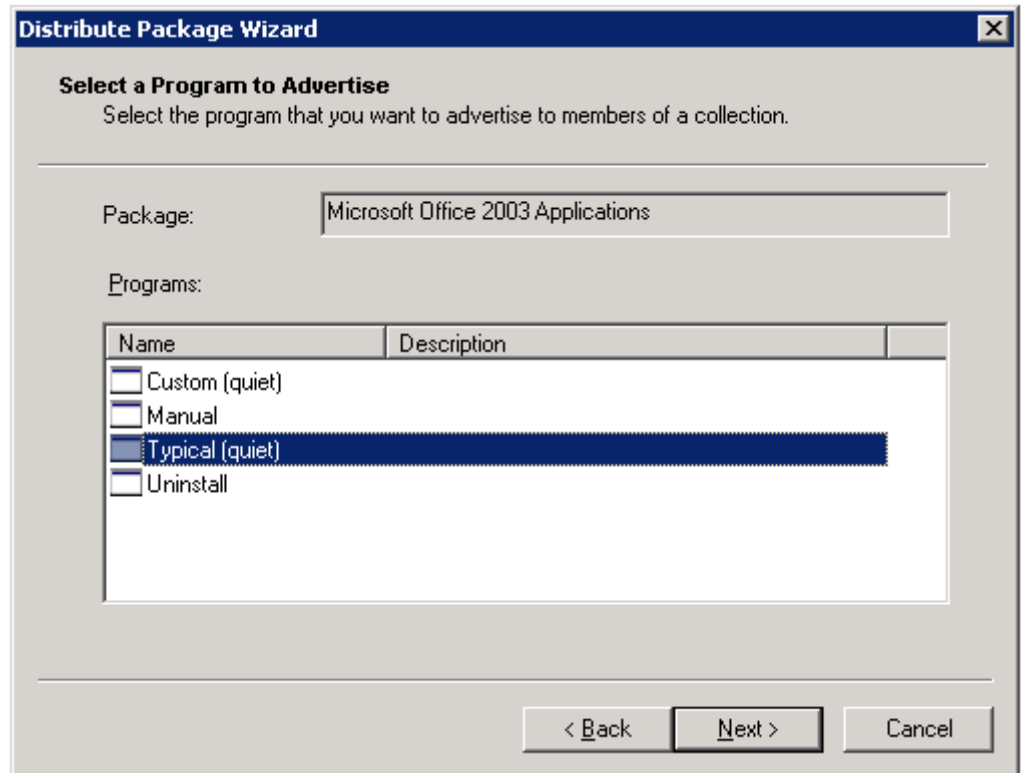 Distribute Package Wizard
Select a Program to Advertise
Select the program that you want to advertise to members of a collection.
Package: Microsoft Office 2003 Applications
Programs:
Name Description
Custom (quiet)
Manual
Typical (quiet)
Uninstall
< Back Next > Cancel